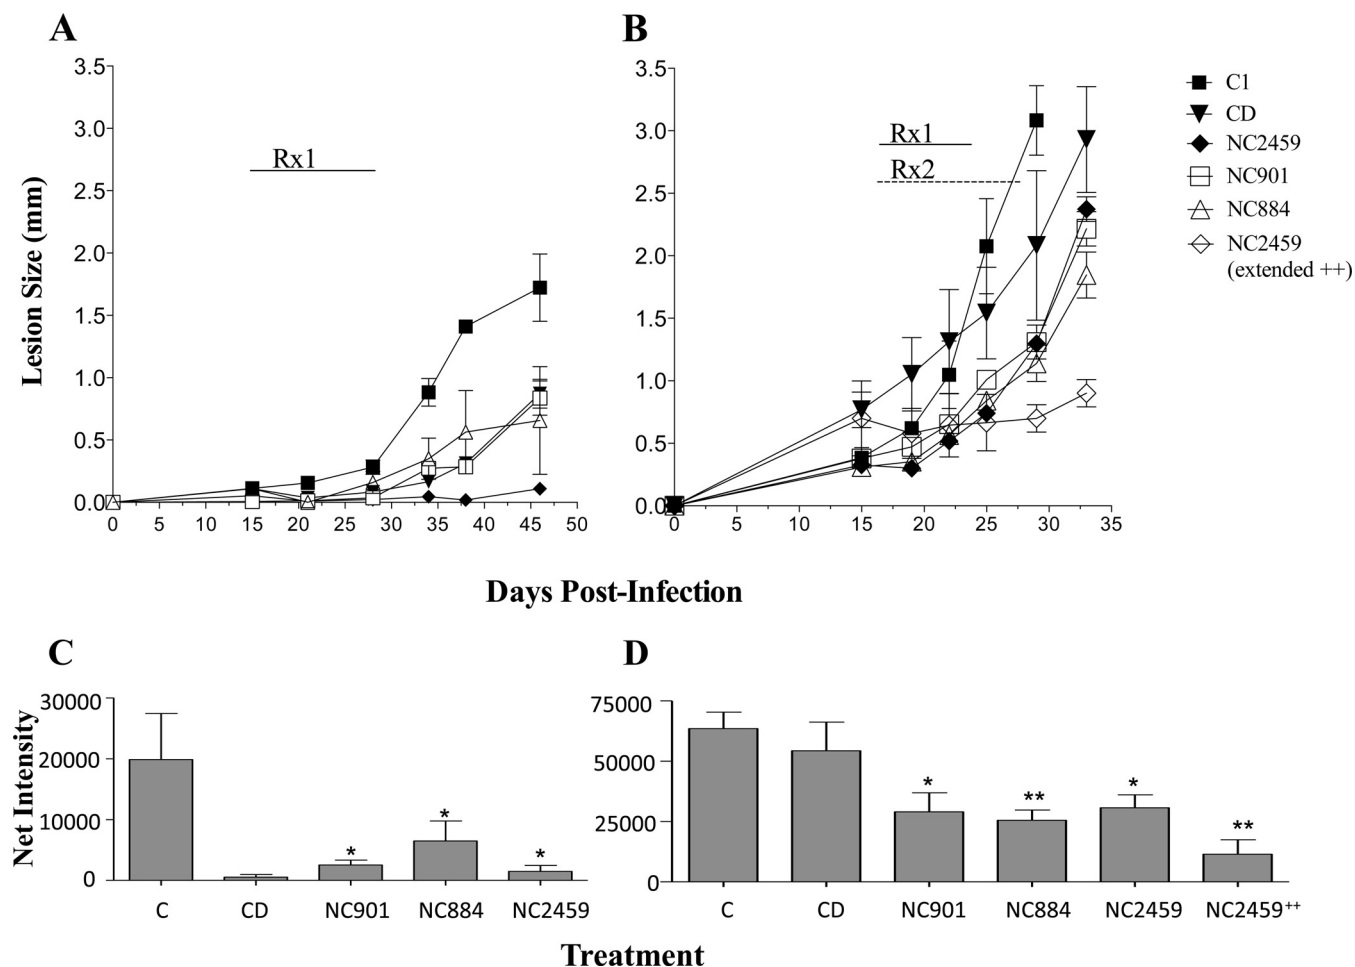 A
B
3.5
3.0
2.5
2.0
1.5
1.0
0.5
0.0
Lesion Size (mm)
Rx1
0 5 10 15 20 25 30 35 40 45 50
3.5
3.0
2.5
2.0
1.5
1.0
0.5
0.0
Rx1
Rx2
0 5 10 15 20 25 30 35
C1
CD
NC2459
NC901
NC884
NC2459
(extended ++)
Days Post-Infection
C
D
30000
20000
10000
0
Net Intensity
* * *
C CD NC901 NC884 NC2459
75000
50000
25000
0
* ** * **
C CD NC901 NC884 NC2459 NC2459++
Treatment